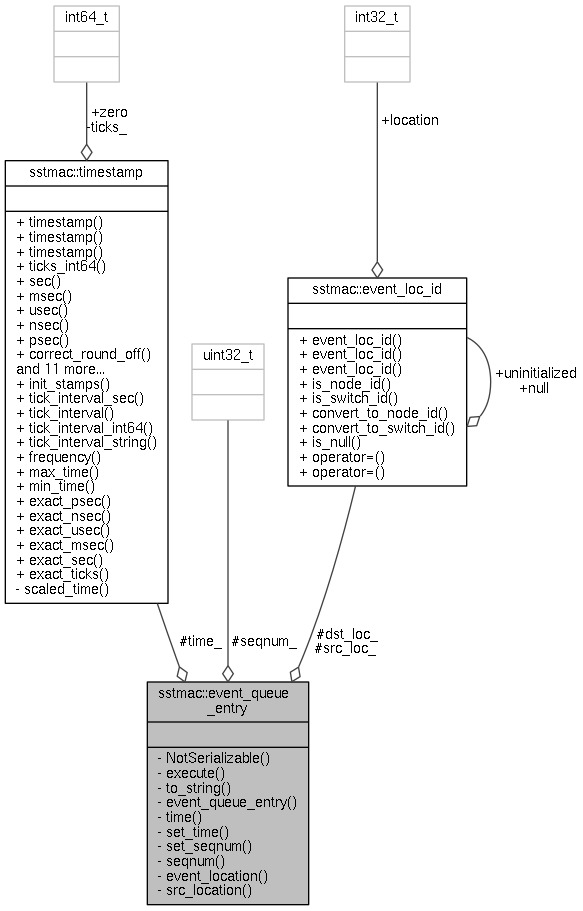 int64_t
int32_t
+zero
-ticks_
+location
sstmac::timestamp
+ timestamp()
+ timestamp()
+ timestamp()
+ ticks_int64()
+ sec()
+ msec()
+ usec()
+ nsec()
+ psec()
+ correct_round_off()
and 11 more...
+ init_stamps()
+ tick_interval_sec()
+ tick_interval()
+ tick_interval_int64()
+ tick_interval_string()
+ frequency()
+ max_time()
+ min_time()
+ exact_psec()
+ exact_nsec()
+ exact_usec()
+ exact_msec()
+ exact_sec()
+ exact_ticks()
- scaled_time()
uint32_t
sstmac::event_loc_id
+ event_loc_id()
+ event_loc_id()
+ event_loc_id()
+ is_node_id()
+ is_switch_id()
+ convert_to_node_id()
+ convert_to_switch_id()
+ is_null()
+ operator=()
+ operator=()
+uninitialized
+null
#time_
#seqnum_
#dst_loc_
#src_loc_
sstmac::event_queue
_entry
- NotSerializable()
- execute()
- to_string()
- event_queue_entry()
- time()
- set_time()
- set_seqnum()
- seqnum()
- event_location()
- src_location()